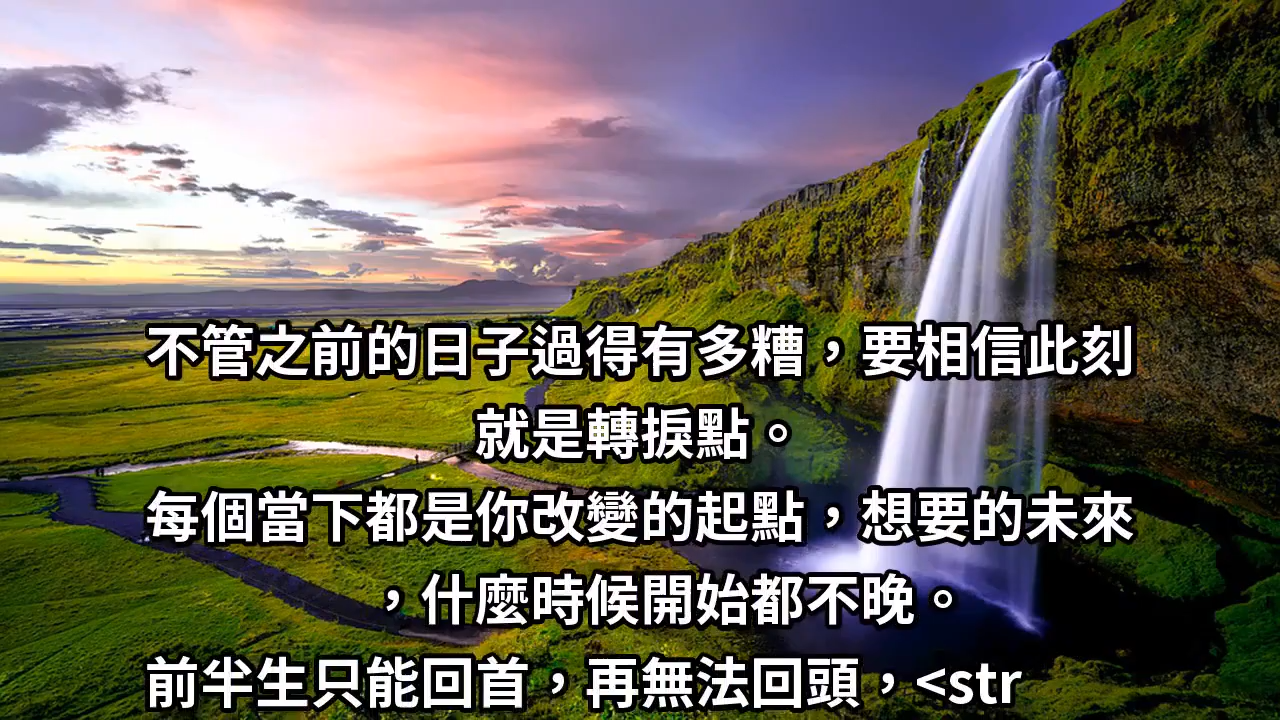 不管之前的日子過得有多糟，要相信此刻
就是轉捩點。
每個當下都是你改變的起點，想要的未來
，什麼時候開始都不晚。
前半生只能回首，再無法回頭，<str